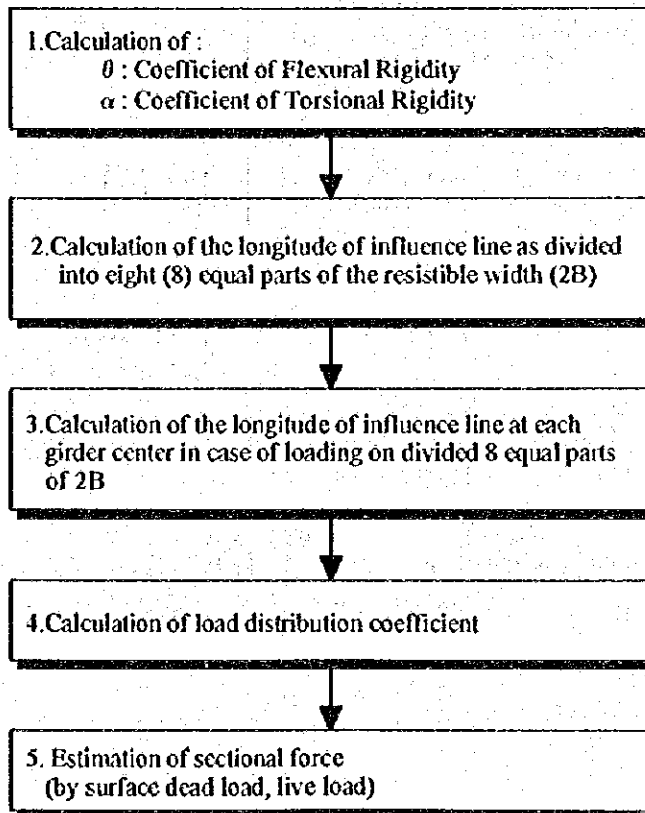 1.Calculation of :
θ : Coefficient of Flexural Rigidity
α : Coefficient of Torsional Rigidity
2.Calculation of the longitude of influence line as divided
into eight (8) equal parts of the resistible width (2B)
3.Calculation of the longitude of influence line at each
girder center in case of loading on divided 8 equal parts
of 2B
4.Calculation of load distribution coefficient
5. Estimation of sectional force
(by surface dead load, live load)